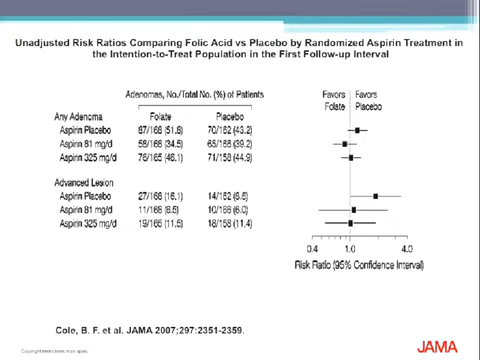 Unadjusted Risk Ratios Comparing Folic Acid vs Placebo by Randomized Aspirin Treatment in
the Intention-to-Treat Population in the First Follow-up Interval
Adenomas, No./Total No. (%) of Patients
Folate Placebo
Favors Favors
Folate Placebo
Any Adenoma
Aspirin Placebo 87/168 (51.8) 70/162 (43.2)
Aspirin 81 mg/d 58/168 (34.5) 65/166 (39.2)
Aspirin 325 mg/d 76/165 (46.1) 71/158 (44.9)
Advanced Lesion
Aspirin Placebo 27/168 (16.1) 14/162 (8.6)
Aspirin 81 mg/d 11/168 (6.5) 10/166 (6.0)
Aspirin 325 mg/d 19/165 (11.5) 18/158 (11.4)
0.4 1.0 4.0
Risk Ratio (95% Confidence Interval)
Cole, B. F. et al. JAMA 2007;297:2351-2359.
JAMA